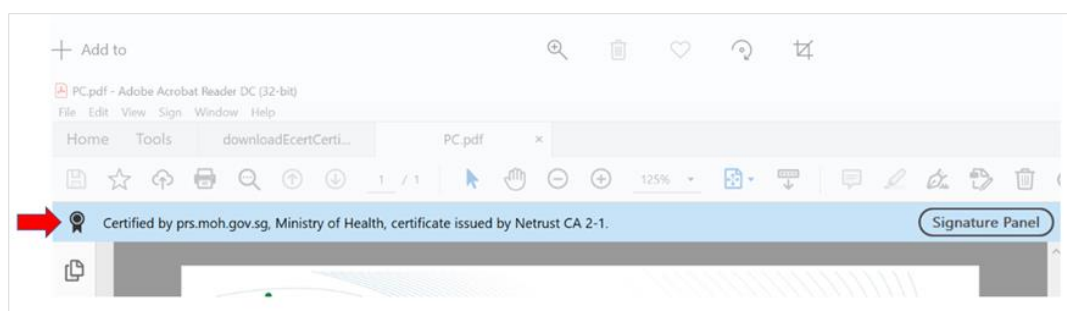 Add to
PC.pdf - Adobe Acrobat Reader DC (32-bit)
File Edit View Sign Window Help
Home Tools downloadEcertCerti... PC.pdf ×
1 / 1 125%
Certified by prs.moh.gov.sg, Ministry of Health, certificate issued by Netrust CA 2-1. Signature Panel